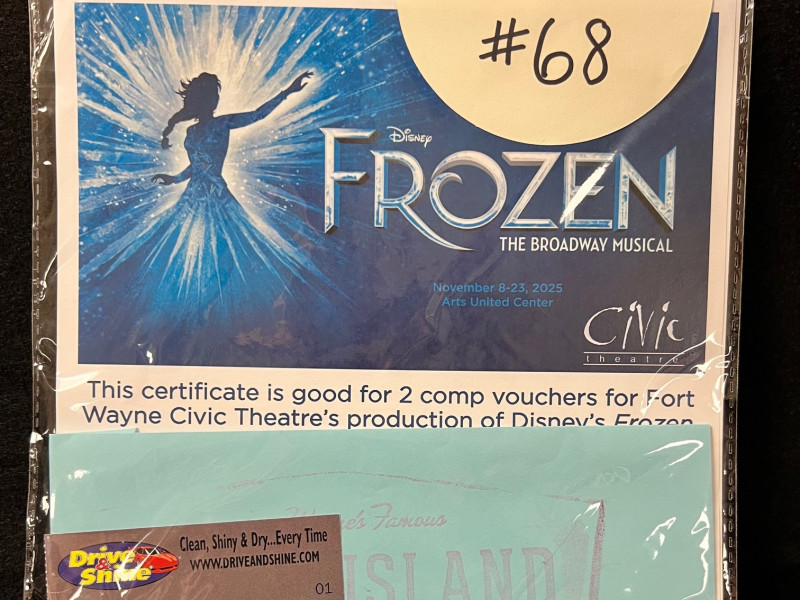 #68
Disney
FROZEN
THE BROADWAY MUSICAL
November 8-23, 2025
Arts United Center
Civic
theatre
This certificate is good for 2 comp vouchers for Fort
Wayne Civic Theatre's production of Disney's Frozen
Wayne's Famous
ISLAND
Drive
& Shine
Clean, Shiny & Dry...Every Time
WWW.DRIVEANDSHINE.COM
01